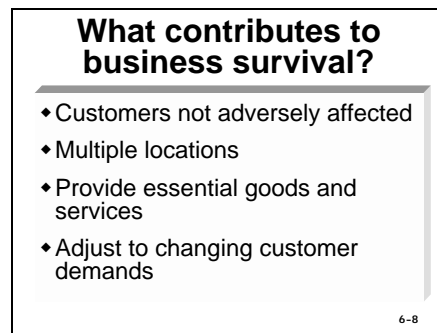 What contributes to
business survival?
◆Customers not adversely affected
◆Multiple locations
◆Provide essential goods and
services
◆Adjust to changing customer
demands
6-8